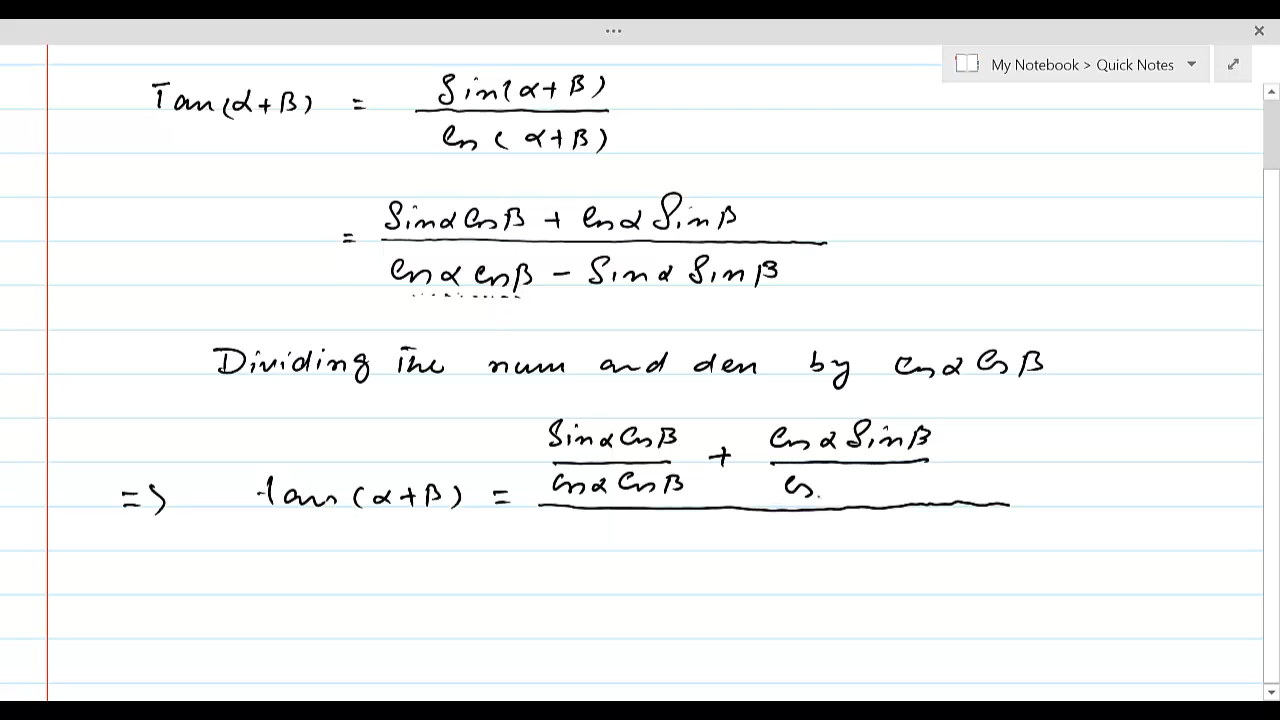 My Notebook > Quick Notes
Tan(α+β) = Sin(α+β) / Cos(α+β)
= Sinα Cosβ + Cosα Sinβ / Cosα Cosβ - Sinα Sinβ
Dividing The num and den by Cosα Cosβ
=> tan(α+β) = Sinα Cosβ / Cosα Cosβ + Cosα Sinβ / Cos